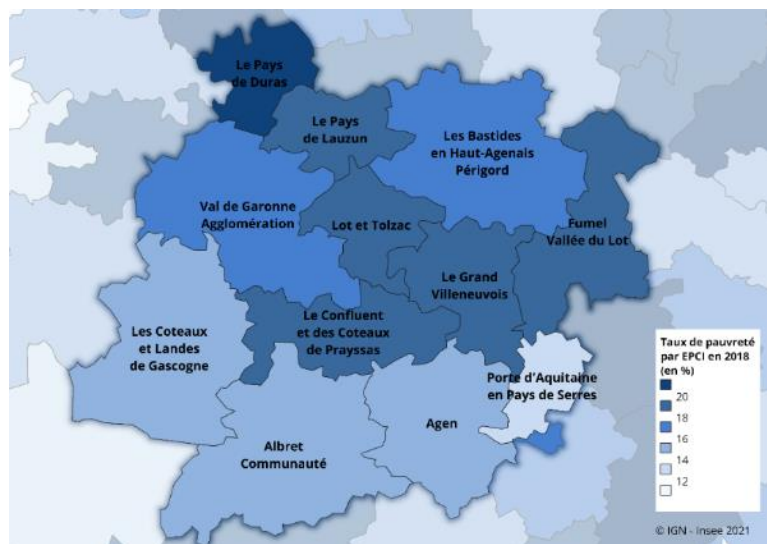 Le Pays
de Duras
Le Pays
de Lauzun
Les Bastides
en Haut-Agenais
Périgord
Val de Garonne
Agglomération
Lot et Tolzac
Fumel
Vallée du Lot
Le Grand
Villeneuvois
Le Confluent
et des Coteaux
de Prayssas
Les Coteaux
et Landes
de Gascogne
Porte d'Aquitaine
en Pays de Serres
Agen
Albret
Communauté
Taux de pauvreté
par EPCI en 2018
(en %)
20
18
16
14
12
© IGN - Insee 2021